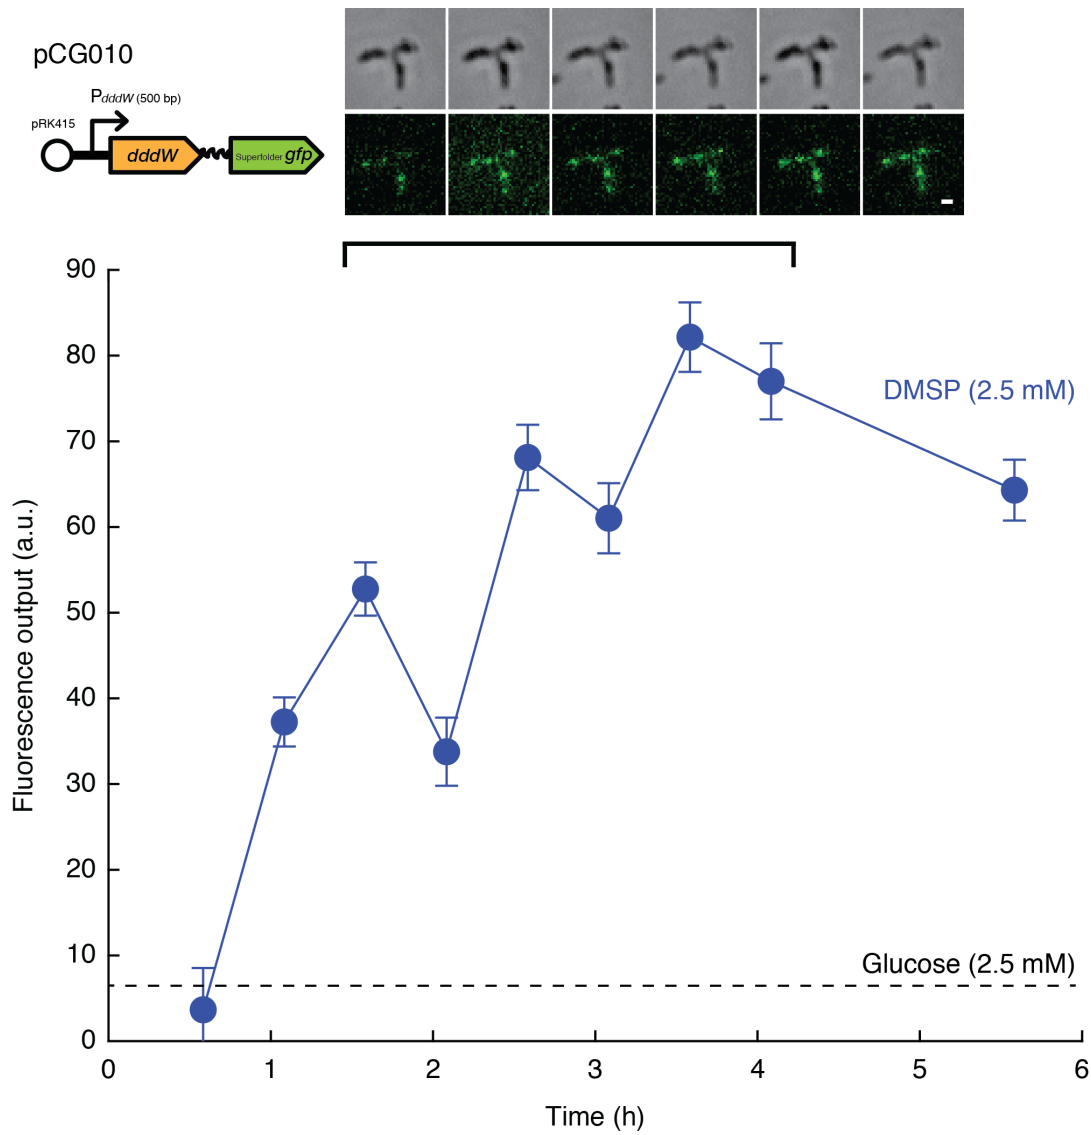 pCG010
PdddW (500 bp)
pRK415
dddW
Superfolder gfp
90
80
70
60
50
40
30
20
10
0
Fluorescence output (a.u.)
DMSP (2.5 mM)
Glucose (2.5 mM)
0 1 2 3 4 5 6
Time (h)